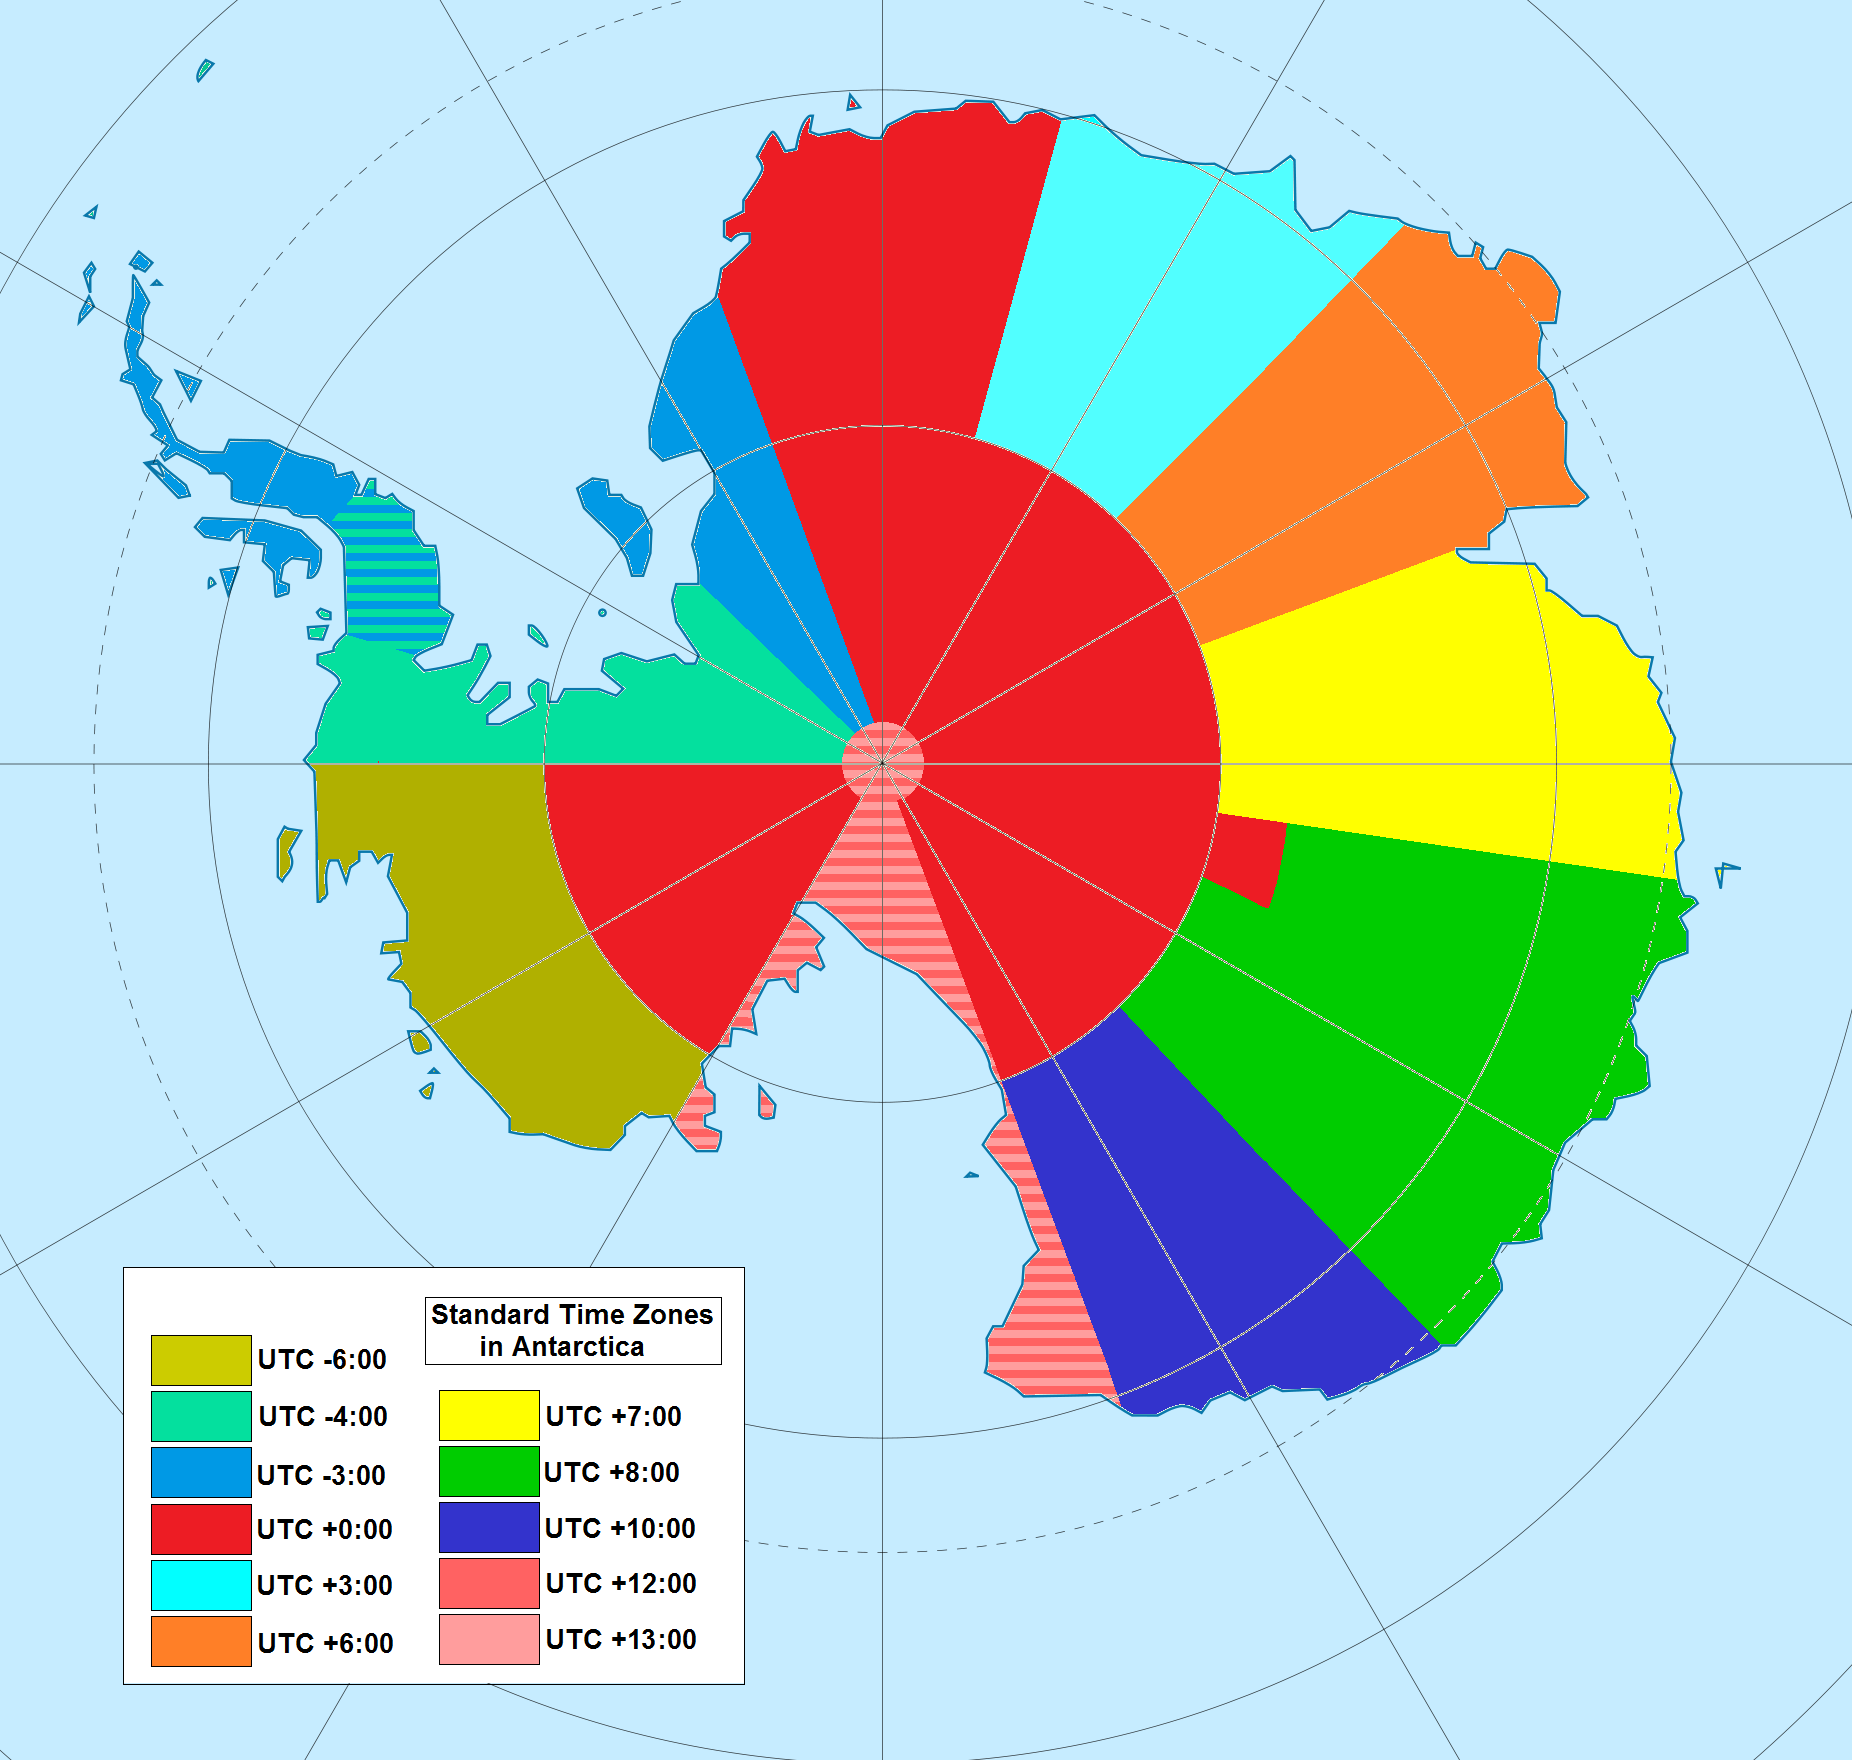 Standard Time Zones
in Antarctica
UTC -6:00
UTC -4:00
UTC -3:00
UTC +0:00
UTC +3:00
UTC +6:00
UTC +7:00
UTC +8:00
UTC +10:00
UTC +12:00
UTC +13:00